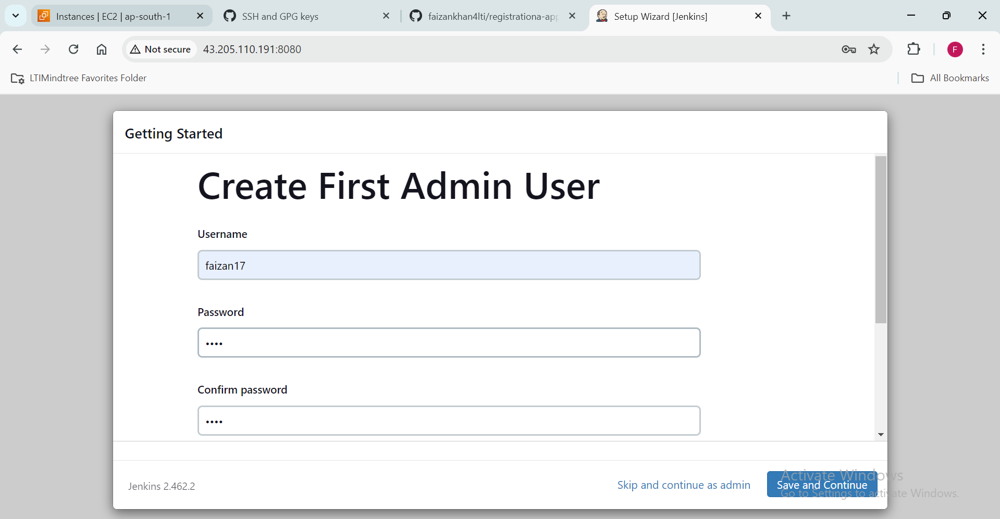 Instances | EC2 | ap-south-1
SSH and GPG keys
faizankhan4lti/registrationa-app
Setup Wizard [Jenkins]
Not secure
43.205.110.191:8080
F
LTIMindtree Favorites Folder
All Bookmarks
Getting Started
Create First Admin User
Username
faizan17
Password
••••
Confirm password
••••
Jenkins 2.462.2
Skip and continue as admin
Save and Continue
Activate Windows
Go to Settings to activate Windows.